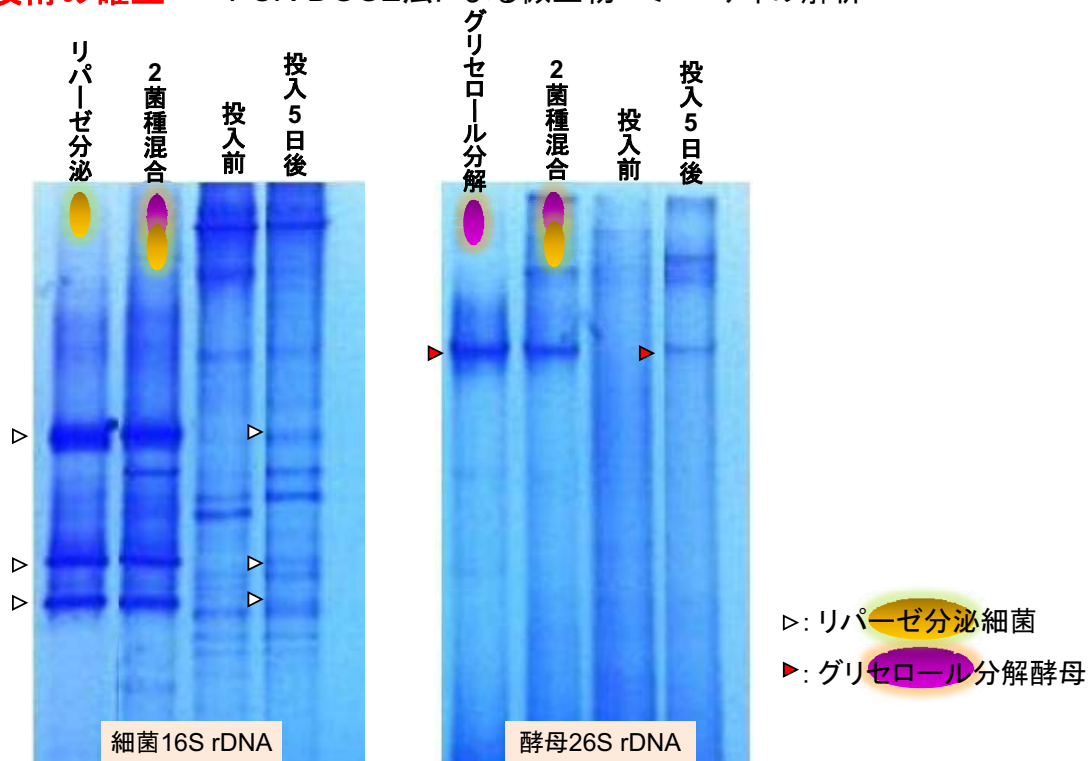 リパーゼ分泌
2菌種混合
投入前
投入5日後
グリセロール分解
2菌種混合
投入前
投入5日後
細菌16S rDNA
酵母26S rDNA
▷: リパーゼ分泌細菌
▶: グリセロール分解酵母